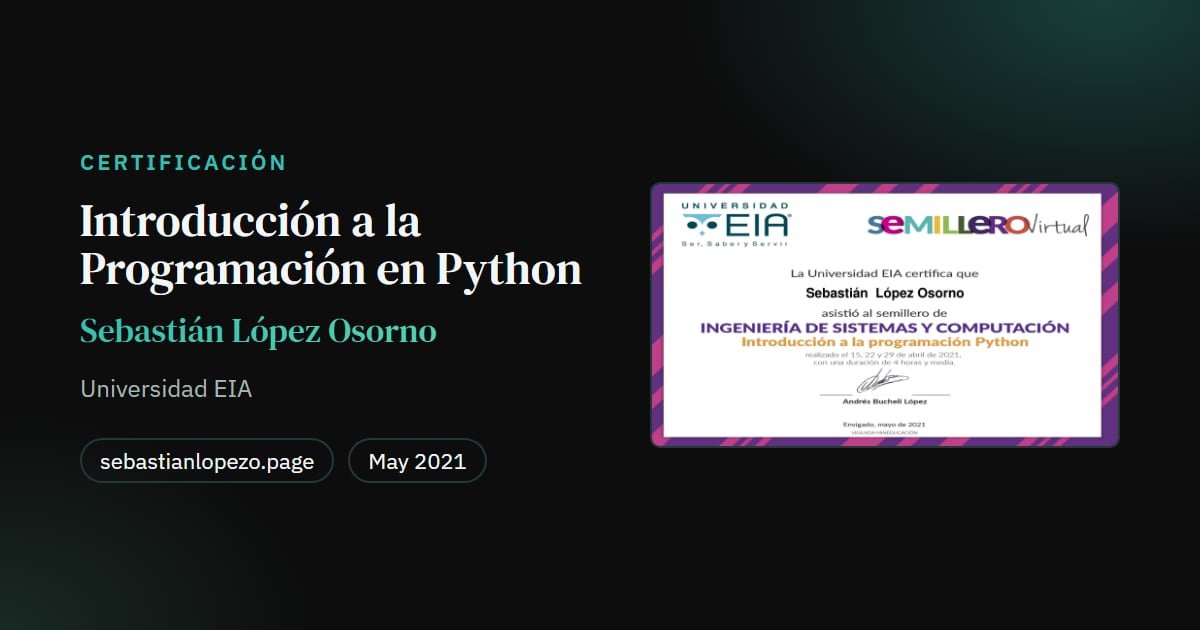 CERTIFICACIÓN
Introducción a la
Programación en Python
Sebastián López Osorno
Universidad EIA
sebastianlopezo.page
May 2021
UNIVERSIDAD
EIA
Ser, Saber y Servir
SEMILLERO Virtual
La Universidad EIA certifica que
Sebastián López Osorno
asistió al semillero de
INGENIERÍA DE SISTEMAS Y COMPUTACIÓN
Introducción a la programación Python
realizado el 15, 22 y 29 de abril de 2021,
con una duración de 4 horas y media.
Andrés Bucheli López
Envigado, mayo de 2021
VIGILADA MINEDUCACIÓN